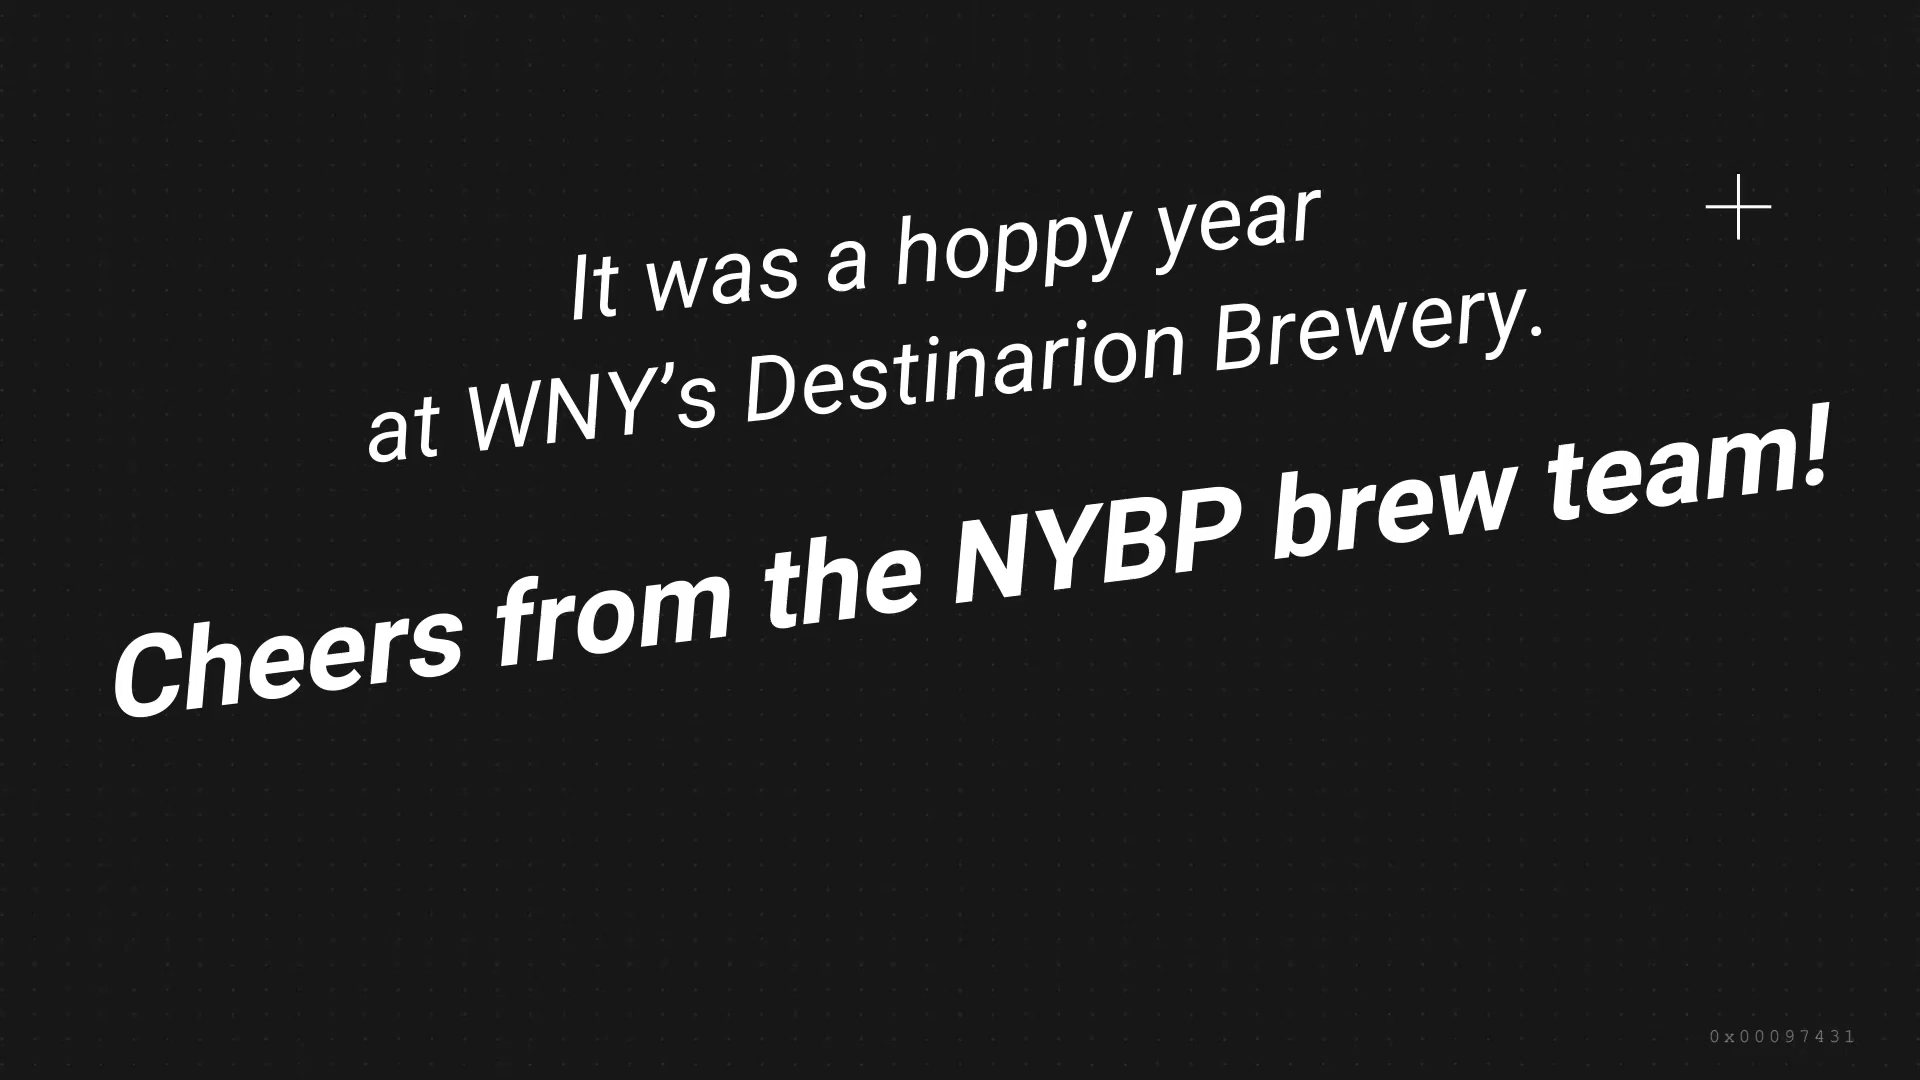 It was a hoppy year
at WNY’s Destinarion Brewery.
Cheers from the NYBP brew team!
0x00097431